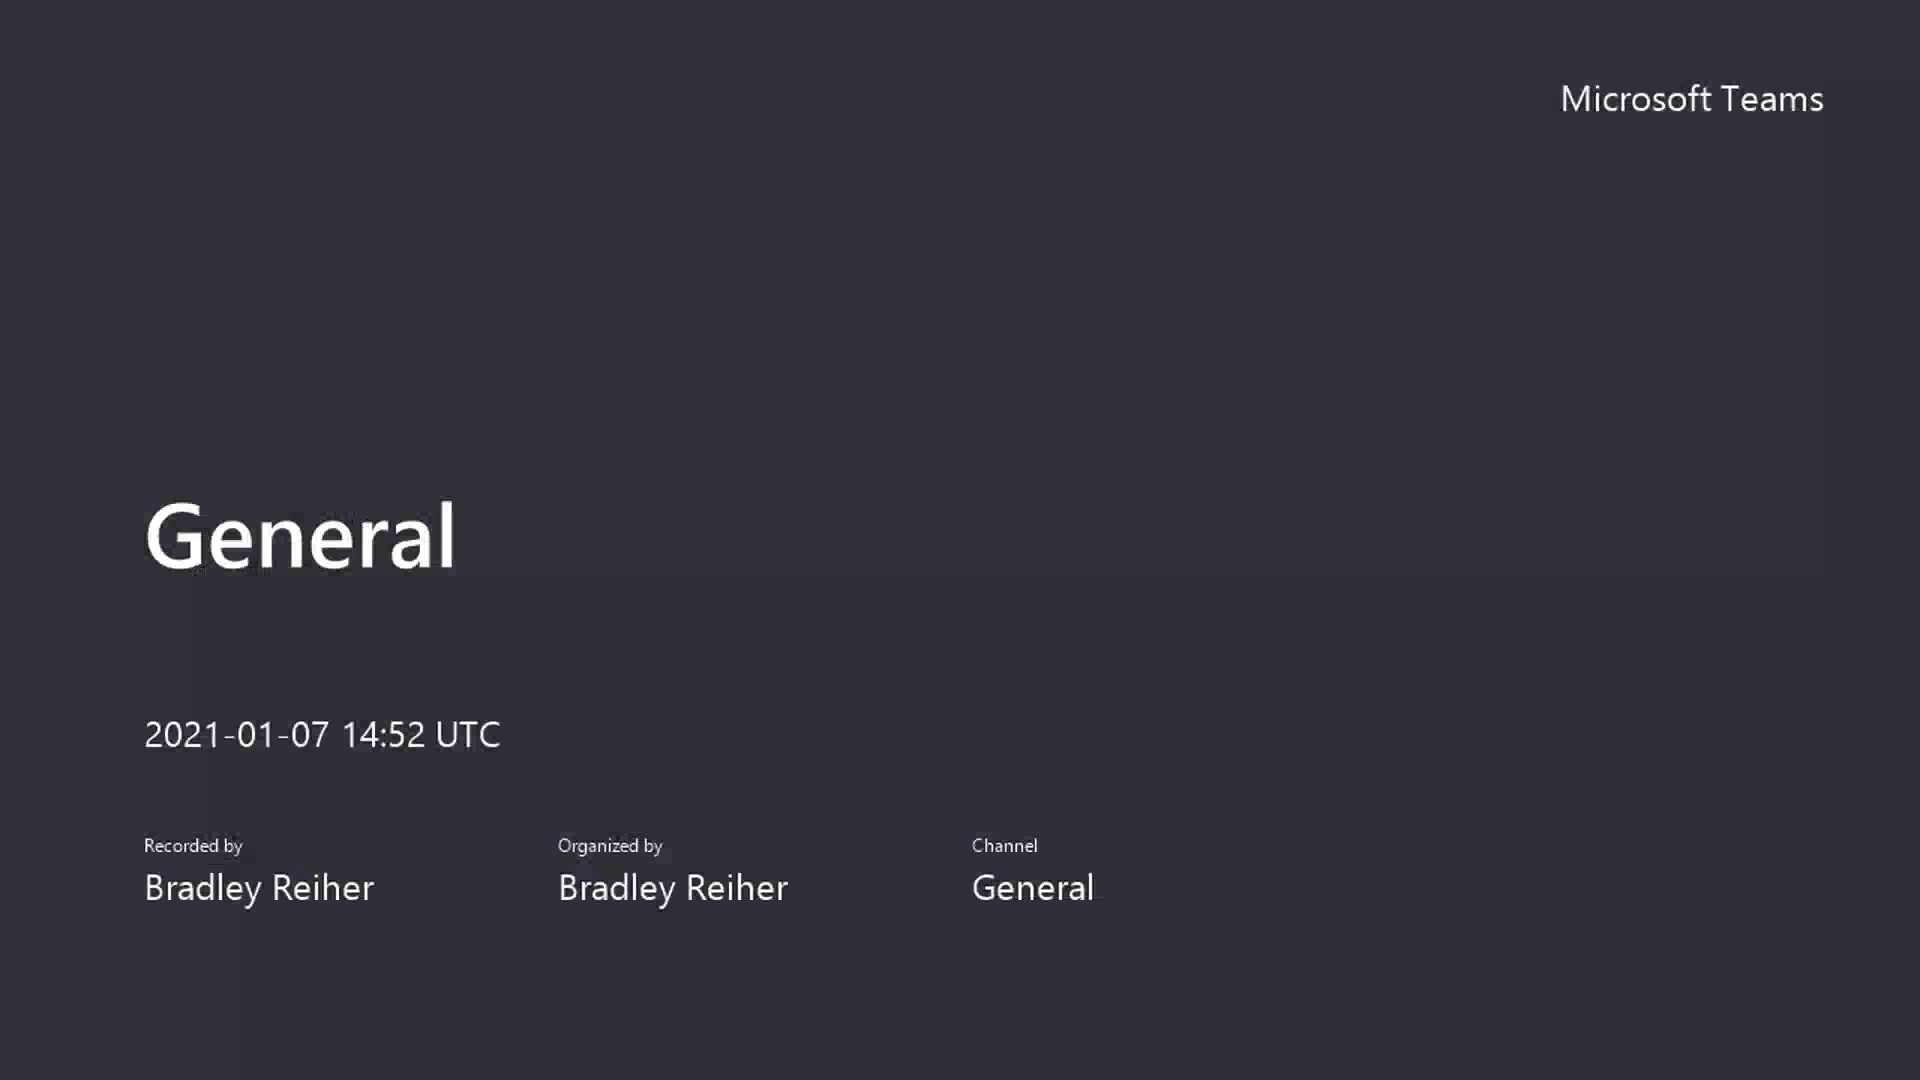 Microsoft Teams
General
2021-01-07 14:52 UTC
Recorded by
Bradley Reiher
Organized by
Bradley Reiher
Channel
General